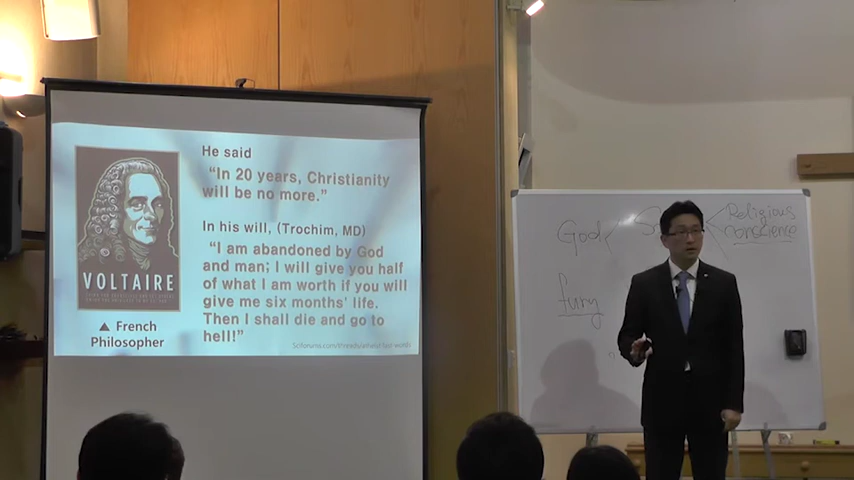 He said
"In 20 years, Christianity
will be no more."
In his will, (Trochim, MD)
"I am abandoned by God
and man; I will give you half
of what I am worth if you will
give me six months' life.
Then I shall die and go to
hell!"
VOLTAIRE
▲ French
Philosopher
God
Religious
conscience
fury